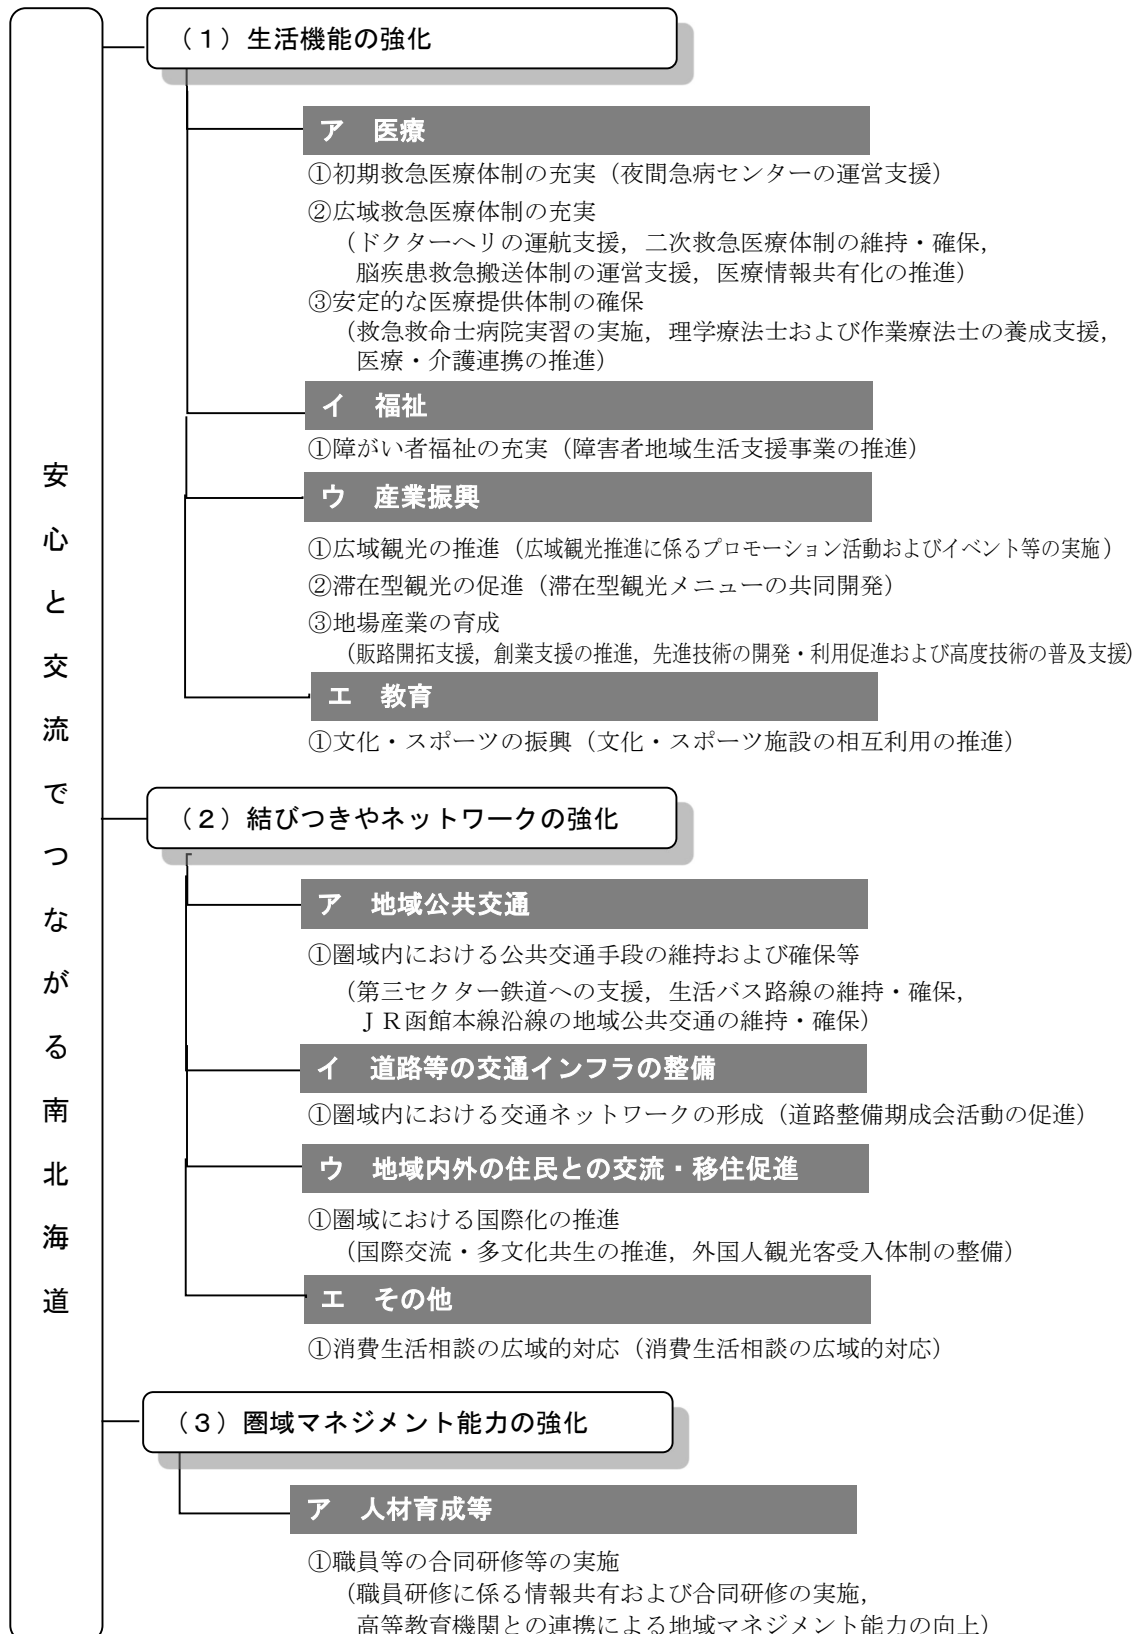 安心と交流でつながる南北海道
（１）生活機能の強化
ア　医療
①初期救急医療体制の充実（夜間急病センターの運営支援）
②広域救急医療体制の充実
（ドクターヘリの運航支援，二次救急医療体制の維持・確保，
脳疾患救急搬送体制の運営支援，医療情報共有化の推進）
③安定的な医療提供体制の確保
（救急救命士病院実習の実施，理学療法士および作業療法士の養成支援，
医療・介護連携の推進）
イ　福祉
①障がい者福祉の充実（障害者地域生活支援事業の推進）
ウ　産業振興
①広域観光の推進（広域観光推進に係るプロモーション活動およびイベント等の実施）
②滞在型観光の促進（滞在型観光メニューの共同開発）
③地場産業の育成
（販路開拓支援，創業支援の推進，先進技術の開発・利用促進および高度技術の普及支援）
エ　教育
①文化・スポーツの振興（文化・スポーツ施設の相互利用の推進）
（２）結びつきやネットワークの強化
ア　地域公共交通
①圏域内における公共交通手段の維持および確保等
（第三セクター鉄道への支援，生活バス路線の維持・確保，
ＪＲ函館本線沿線の地域公共交通の維持・確保）
イ　道路等の交通インフラの整備
①圏域内における交通ネットワークの形成（道路整備期成会活動の促進）
ウ　地域内外の住民との交流・移住促進
①圏域における国際化の推進
（国際交流・多文化共生の推進，外国人観光客受入体制の整備）
エ　その他
①消費生活相談の広域的対応（消費生活相談の広域的対応）
（３）圏域マネジメント能力の強化
ア　人材育成等
①職員等の合同研修等の実施
（職員研修に係る情報共有および合同研修の実施，
高等教育機関との連携による地域マネジメント能力の向上）